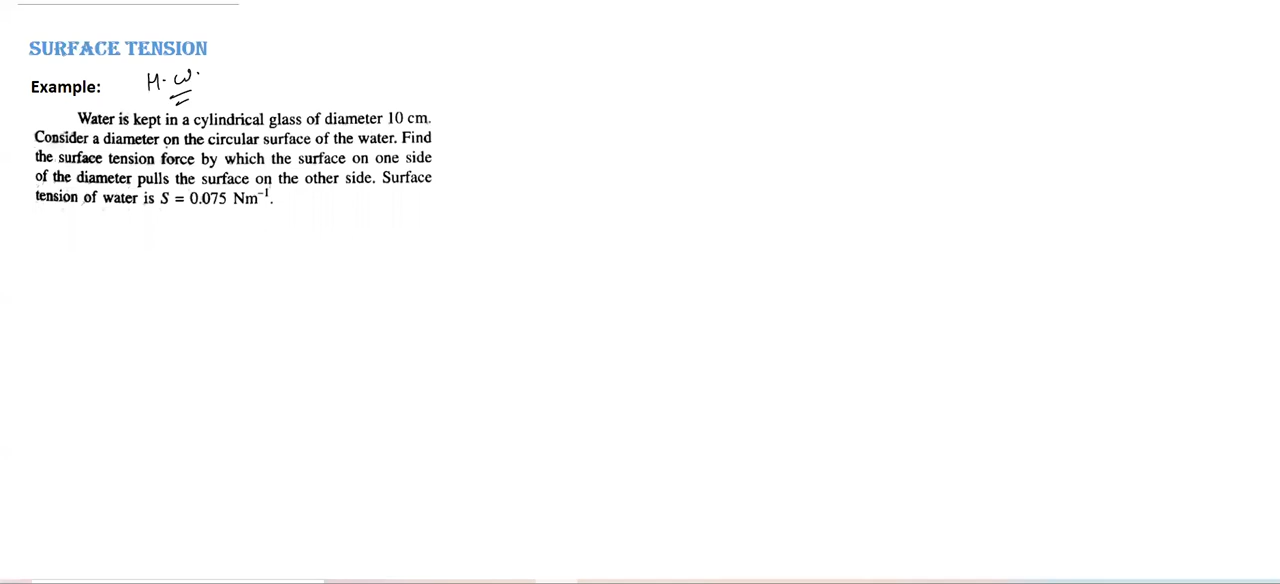 SURFACE TENSION
Example: H.W.
Water is kept in a cylindrical glass of diameter 10 cm.
Consider a diameter on the circular surface of the water. Find
the surface tension force by which the surface on one side
of the diameter pulls the surface on the other side. Surface
tension of water is S = 0.075 Nm⁻¹.